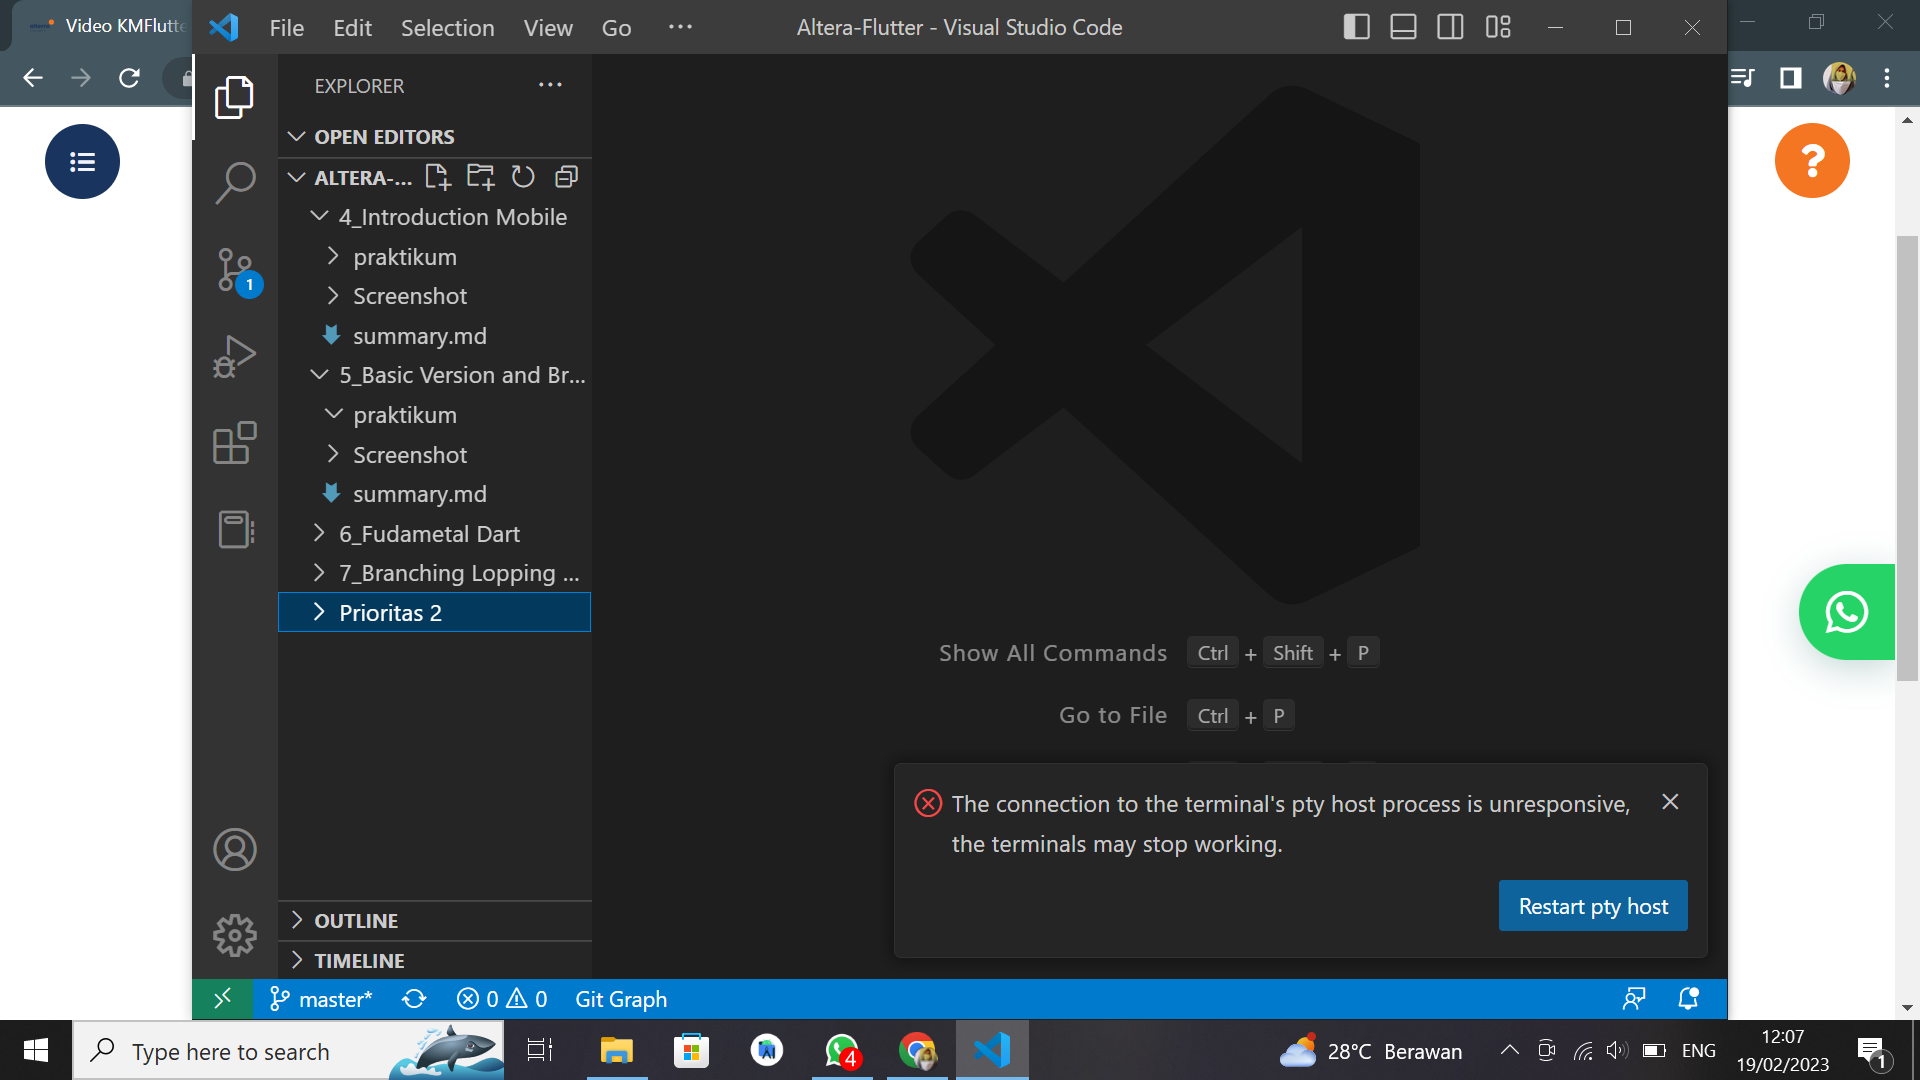 Video KMFlutte
File Edit Selection View Go ···
Altera-Flutter - Visual Studio Code
EXPLORER
OPEN EDITORS
ALTERA-...
4_Introduction Mobile
praktikum
Screenshot
summary.md
5_Basic Version and Br...
praktikum
Screenshot
summary.md
6_Fudametal Dart
7_Branching Lopping ...
Prioritas 2
OUTLINE
TIMELINE
1
Show All Commands Ctrl + Shift + P
Go to File Ctrl + P
The connection to the terminal's pty host process is unresponsive,
the terminals may stop working.
Restart pty host
?
master* 0 0 Git Graph
Type here to search
4
28°C Berawan
ENG
12:07
19/02/2023
1